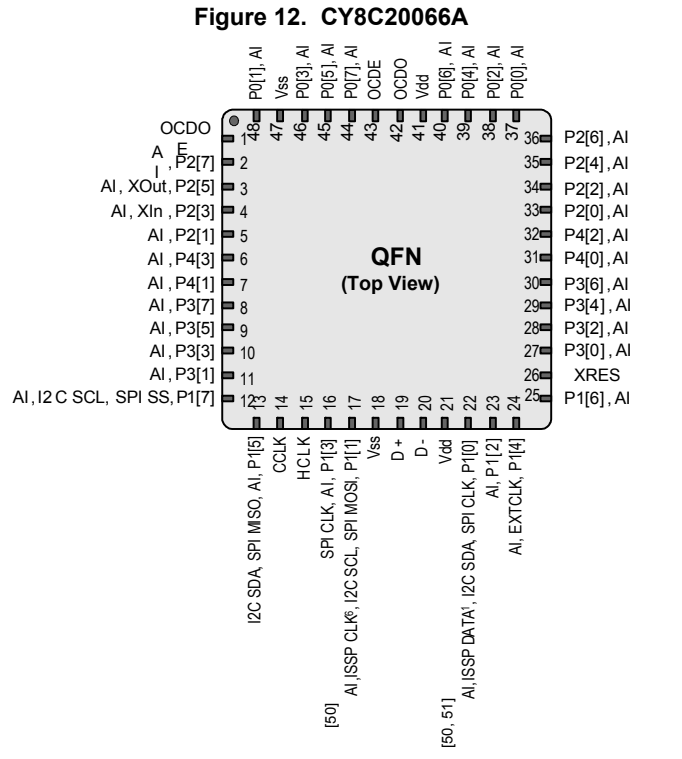 Figure 12. CY8C20066A
P0[1], AI
Vss
P0[3], AI
P0[5], AI
P0[7], AI
OCDE
OCDO
Vdd
P0[6], AI
P0[4], AI
P0[2], AI
P0[0], AI
48
47
46
45
44
43
42
41
40
39
38
37
OCDO
E
1
A
I
, P2[7] 2
AI, XOut, P2[5] 3
AI, XIn, P2[3] 4
AI, P2[1] 5
AI, P4[3] 6
AI, P4[1] 7
AI, P3[7] 8
AI, P3[5] 9
AI, P3[3] 10
AI, P3[1] 11
AI, I2C SCL, SPI SS, P1[7] 12
QFN
(Top View)
36 P2[6], AI
35 P2[4], AI
34 P2[2], AI
33 P2[0], AI
32 P4[2], AI
31 P4[0], AI
30 P3[6], AI
29 P3[4], AI
28 P3[2], AI
27 P3[0], AI
26 XRES
25 P1[6], AI
13
14
15
16
17
18
19
20
21
22
23
24
I2C SDA, SPI MISO, AI, P1[5]
CCLK
HCLK
SPI CLK, AI, P1[3]
AI, ISSP CLK⁶, I2C SCL, SPI MOSI, P1[1]
Vss
D +
D -
Vdd
AI, ISSP DATA¹, I2C SDA, SPI CLK, P1[0]
AI, P1[2]
AI, EXTCLK, P1[4]
[50]
[50, 51]